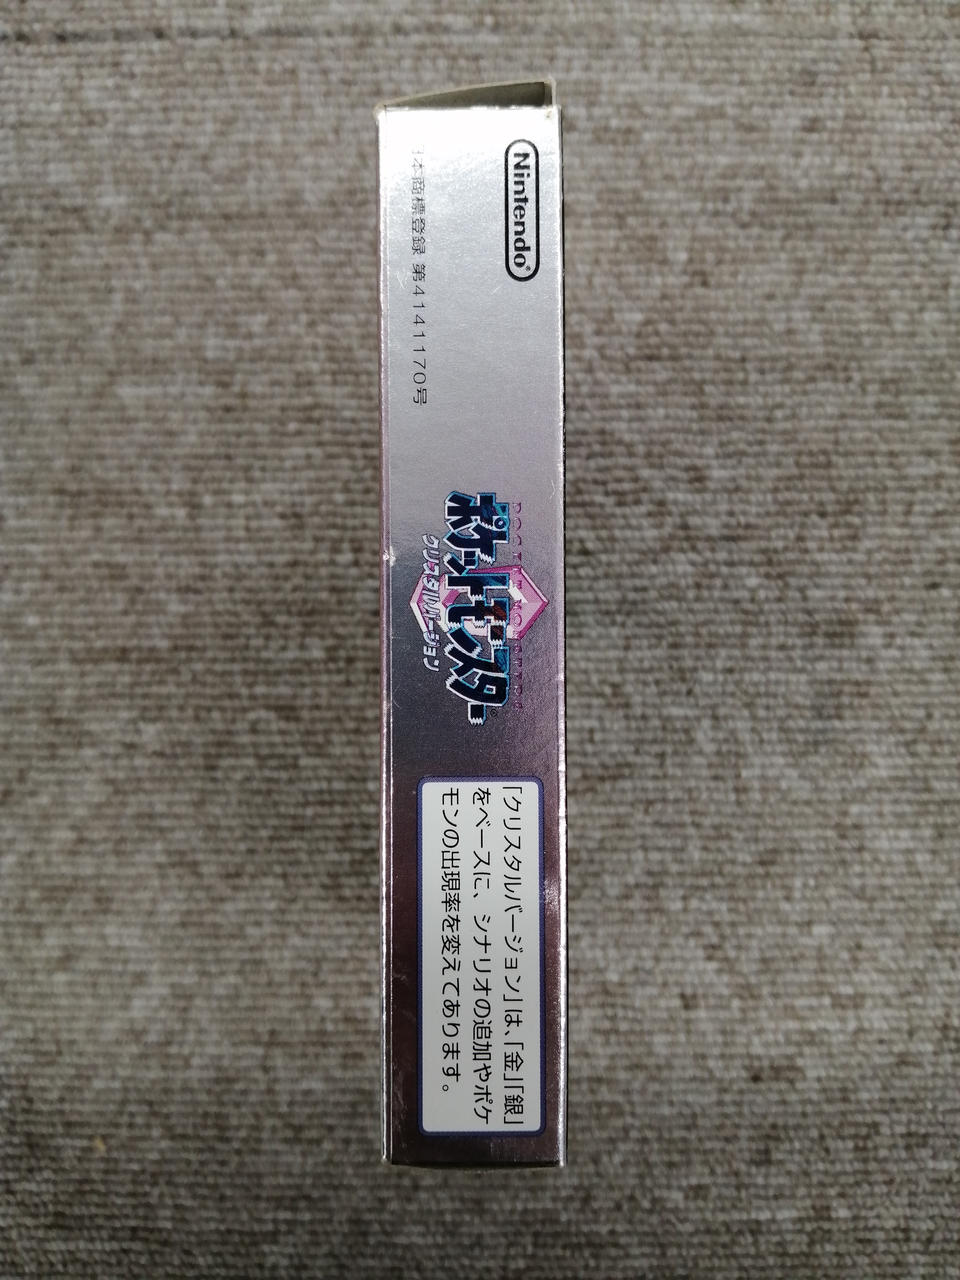 Nintendo®
本商標登録 第4141170号
POCKET MONSTERS
ポケットモンスター®
クリスタルバージョン
「クリスタルバージョン」は、「金」「銀」
をベースに、シナリオの追加やポケ
モンの出現率を変えてあります。